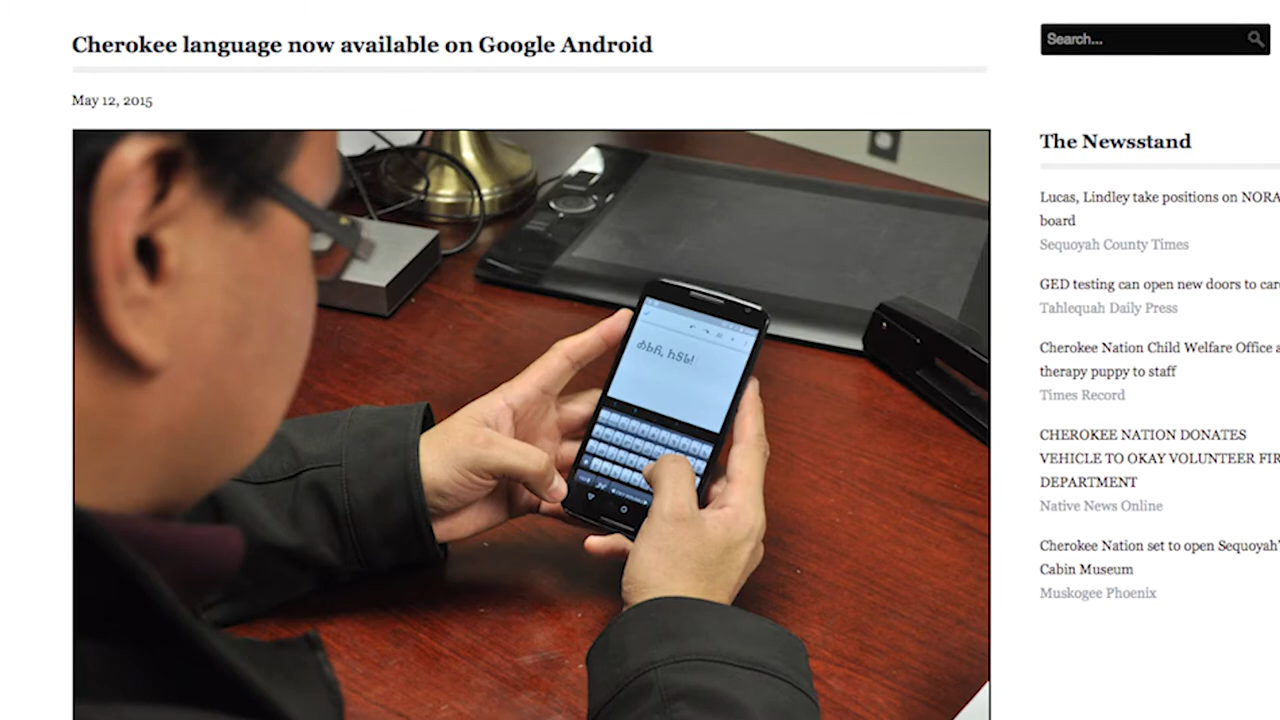 Cherokee language now available on Google Android
May 12, 2015
Search...
The Newsstand
Lucas, Lindley take positions on NORA
board
Sequoyah County Times
GED testing can open new doors to car
Tahlequah Daily Press
Cherokee Nation Child Welfare Office a
therapy puppy to staff
Times Record
CHEROKEE NATION DONATES
VEHICLE TO OKAY VOLUNTEER FIR
DEPARTMENT
Native News Online
Cherokee Nation set to open Sequoyah'
Cabin Museum
Muskogee Phoenix